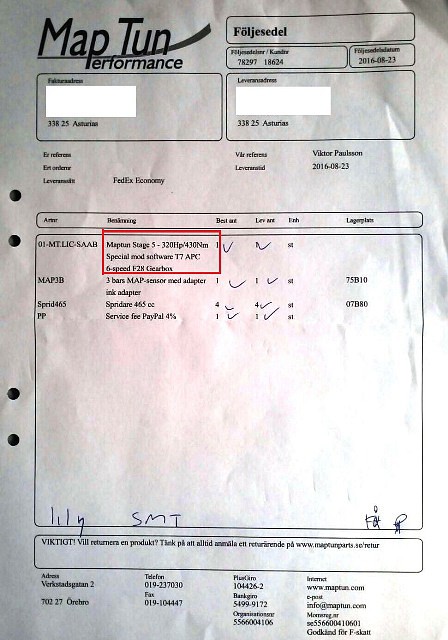 MapTun
Performance
Följesedel
Följesedelsnr / Kundnr
78297 18624
Följesedelsdatum
2016-08-23
Fakturaadress
338 25 Asturias
Leveransadress
338 25 Asturias
Er referens
Ert ordernr
Leveranssätt FedEx Economy
Vår referens Viktor Paulsson
Leveranstid 2016-08-23
Artnr Benämning Best ant Lev ant Enh Lagerplats
01-MT.LIC-SAAB Maptun Stage 5 - 320Hp/430Nm 1 st
Special mod software T7 APC
6-speed F28 Gearbox
MAP3B 3 bars MAP-sensor med adapter 1 1 st 75B10
ink adapter
Sprid465 Spridare 465 cc 4 4 st 07B80
PP Service fee PayPal 4% 1 1 st
SMT
VIKTIGT! Vill returnera en produkt? Tänk på att alltid anmäla ett returärende på www.maptunparts.se/retur
Adress
Verkstadsgatan 2
702 27 Örebro
Telefon
019-237030
Fax
019-104447
PlusGiro
104426-2
Bankgiro
5499-9172
Organisationsnr
5566004106
Internet
www.maptun.com
e-post
info@maptun.com
Momsreg.nr
se556600410601
Godkänd för F-skatt